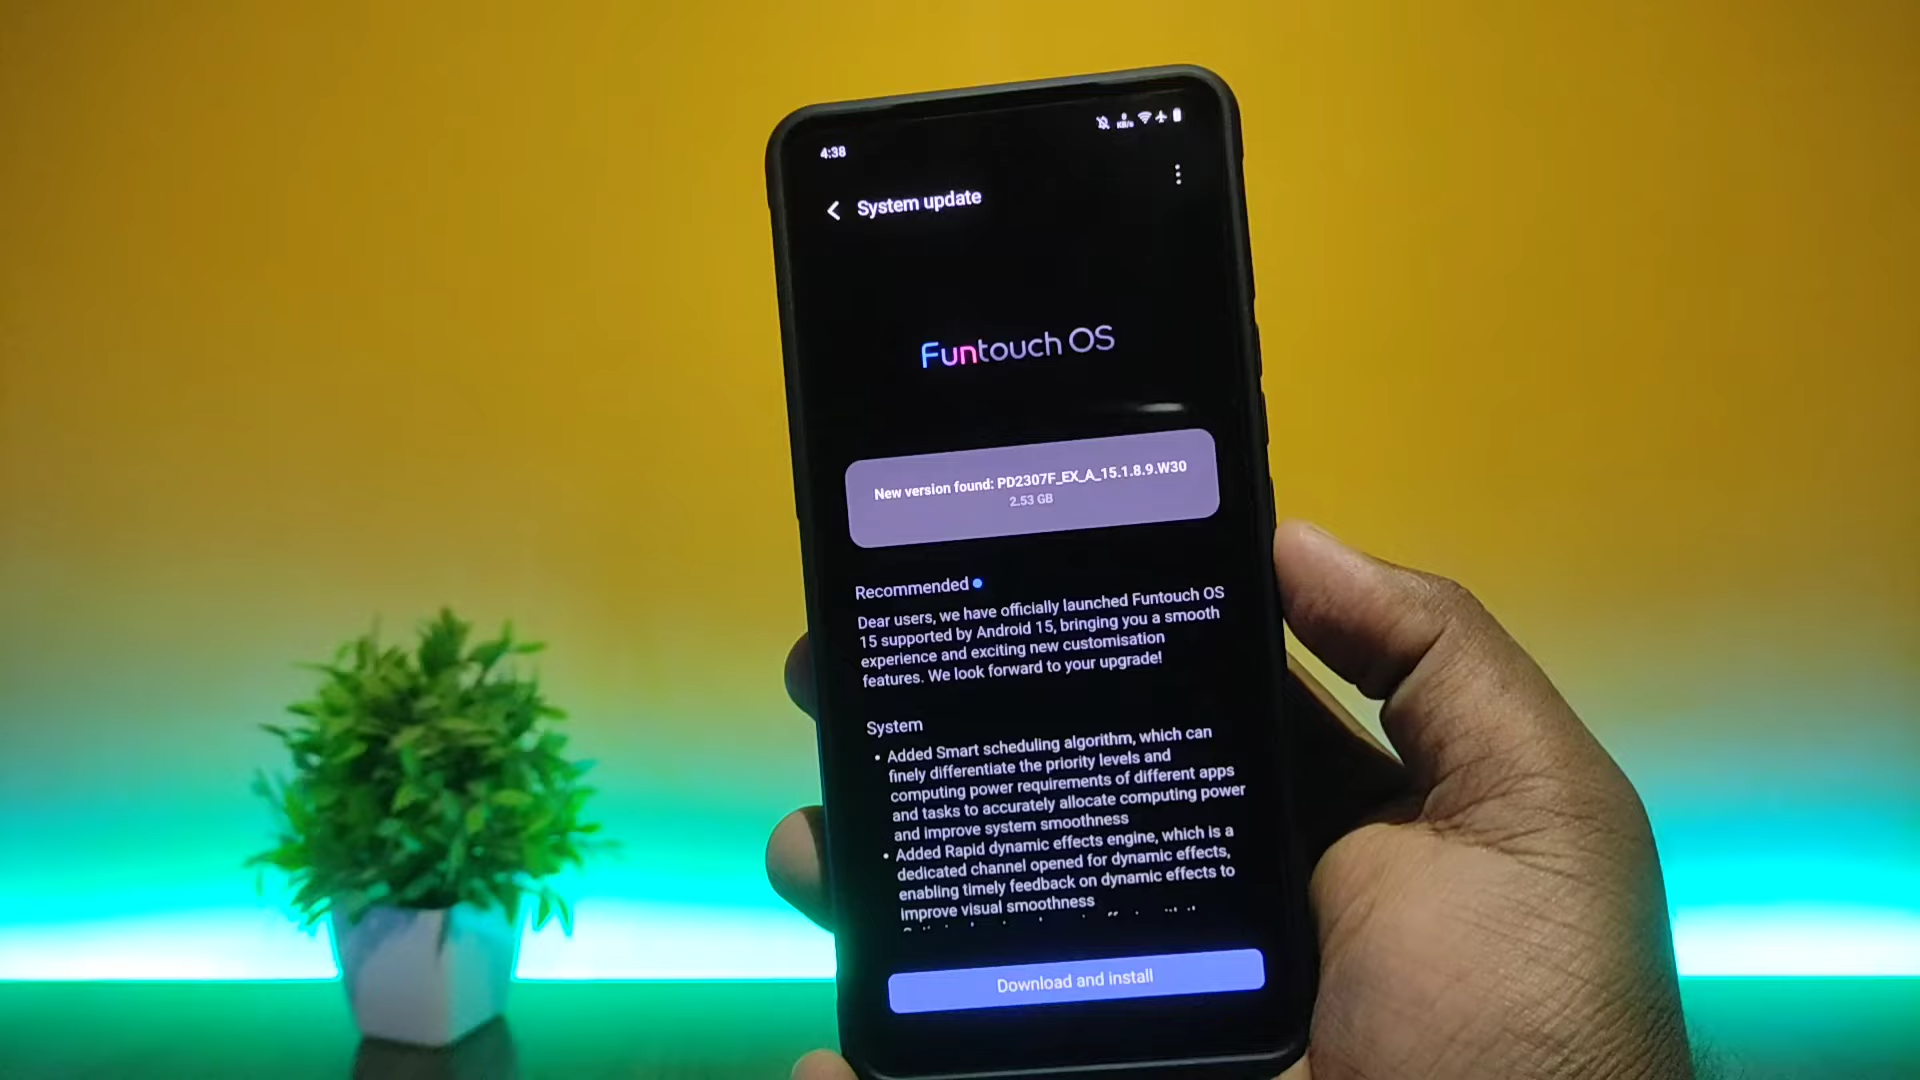 4:38
KB/s
System update
Funtouch OS
New version found: PD2307F_EX_A_15.1.8.9.W30
2.53 GB
Recommended
Dear users, we have officially launched Funtouch OS
15 supported by Android 15, bringing you a smooth
experience and exciting new customisation
features. We look forward to your upgrade!
System
• Added Smart scheduling algorithm, which can
finely differentiate the priority levels and
computing power requirements of different apps
and tasks to accurately allocate computing power
and improve system smoothness
• Added Rapid dynamic effects engine, which is a
dedicated channel opened for dynamic effects,
enabling timely feedback on dynamic effects to
improve visual smoothness
Download and install